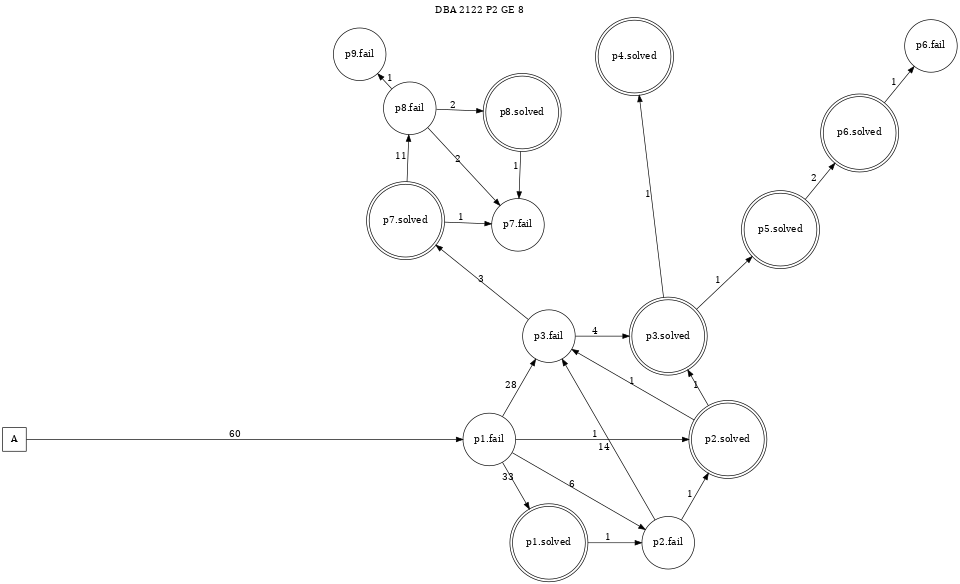 DBA 2122 P2 GE 8
p9.fail
p4.solved
p6.fail
1
1
p8.fail
2
p8.solved
p6.solved
11
2
1
2
1
p7.solved
1
p7.fail
p5.solved
3
1
p3.fail
4
p3.solved
28
1
1
A
60
p1.fail
1
p2.solved
14
33
6
1
p1.solved
1
p2.fail